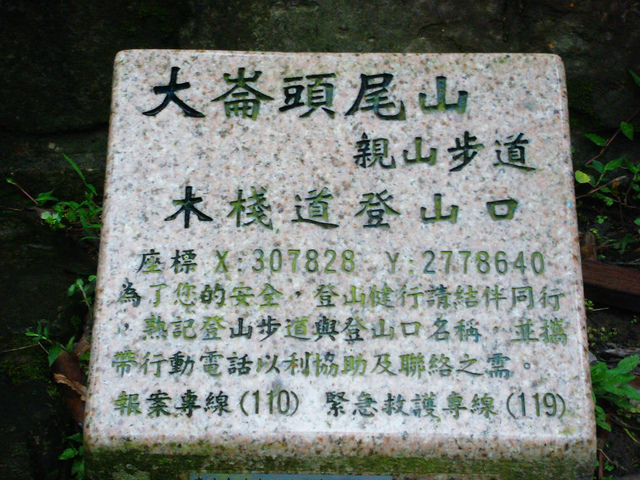 大崙頭尾山
親山步道
木棧道登山口
座標 X:307828 Y:2778640
為了您的安全，登山健行請結伴同行
，熟記登山步道與登山口名稱，並攜
帶行動電話以利協助及聯絡之需。
報案專線(110) 緊急救護專線(119)